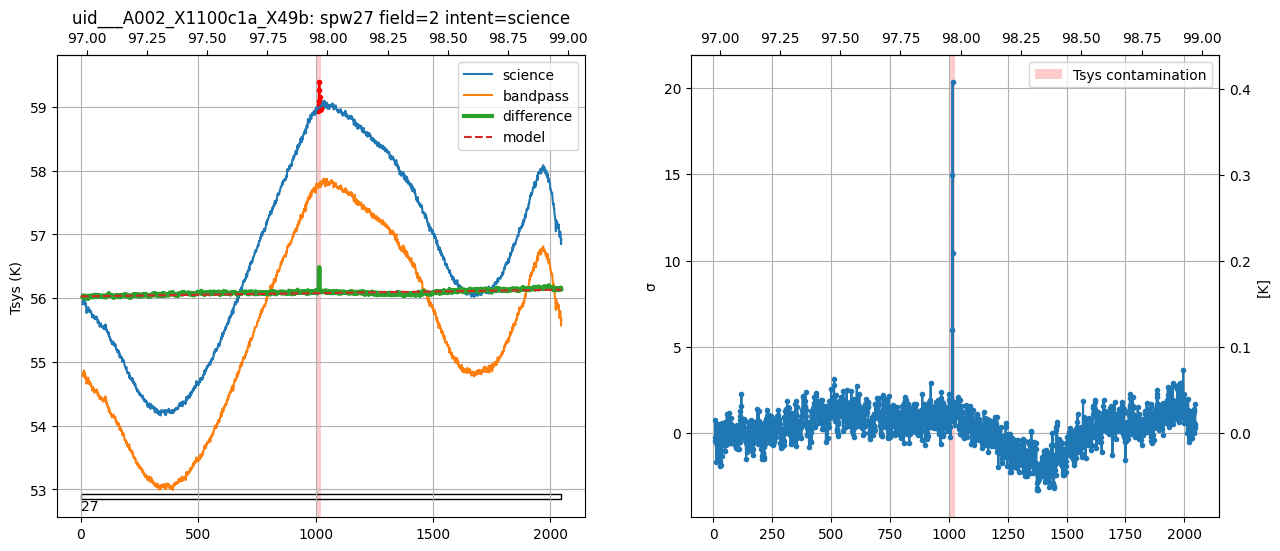 uid___A002_X1100c1a_X49b: spw27 field=2 intent=science
97.00 97.25 97.50 97.75 98.00 98.25 98.50 98.75 99.00
science
bandpass
difference
model
Tsys (K)
59
58
57
56
55
54
53
27
0 500 1000 1500 2000
97.00 97.25 97.50 97.75 98.00 98.25 98.50 98.75 99.00
Tsys contamination
σ
20
15
10
5
0
0.4
0.3
0.2
0.1
0.0
[K]
0 250 500 750 1000 1250 1500 1750 2000